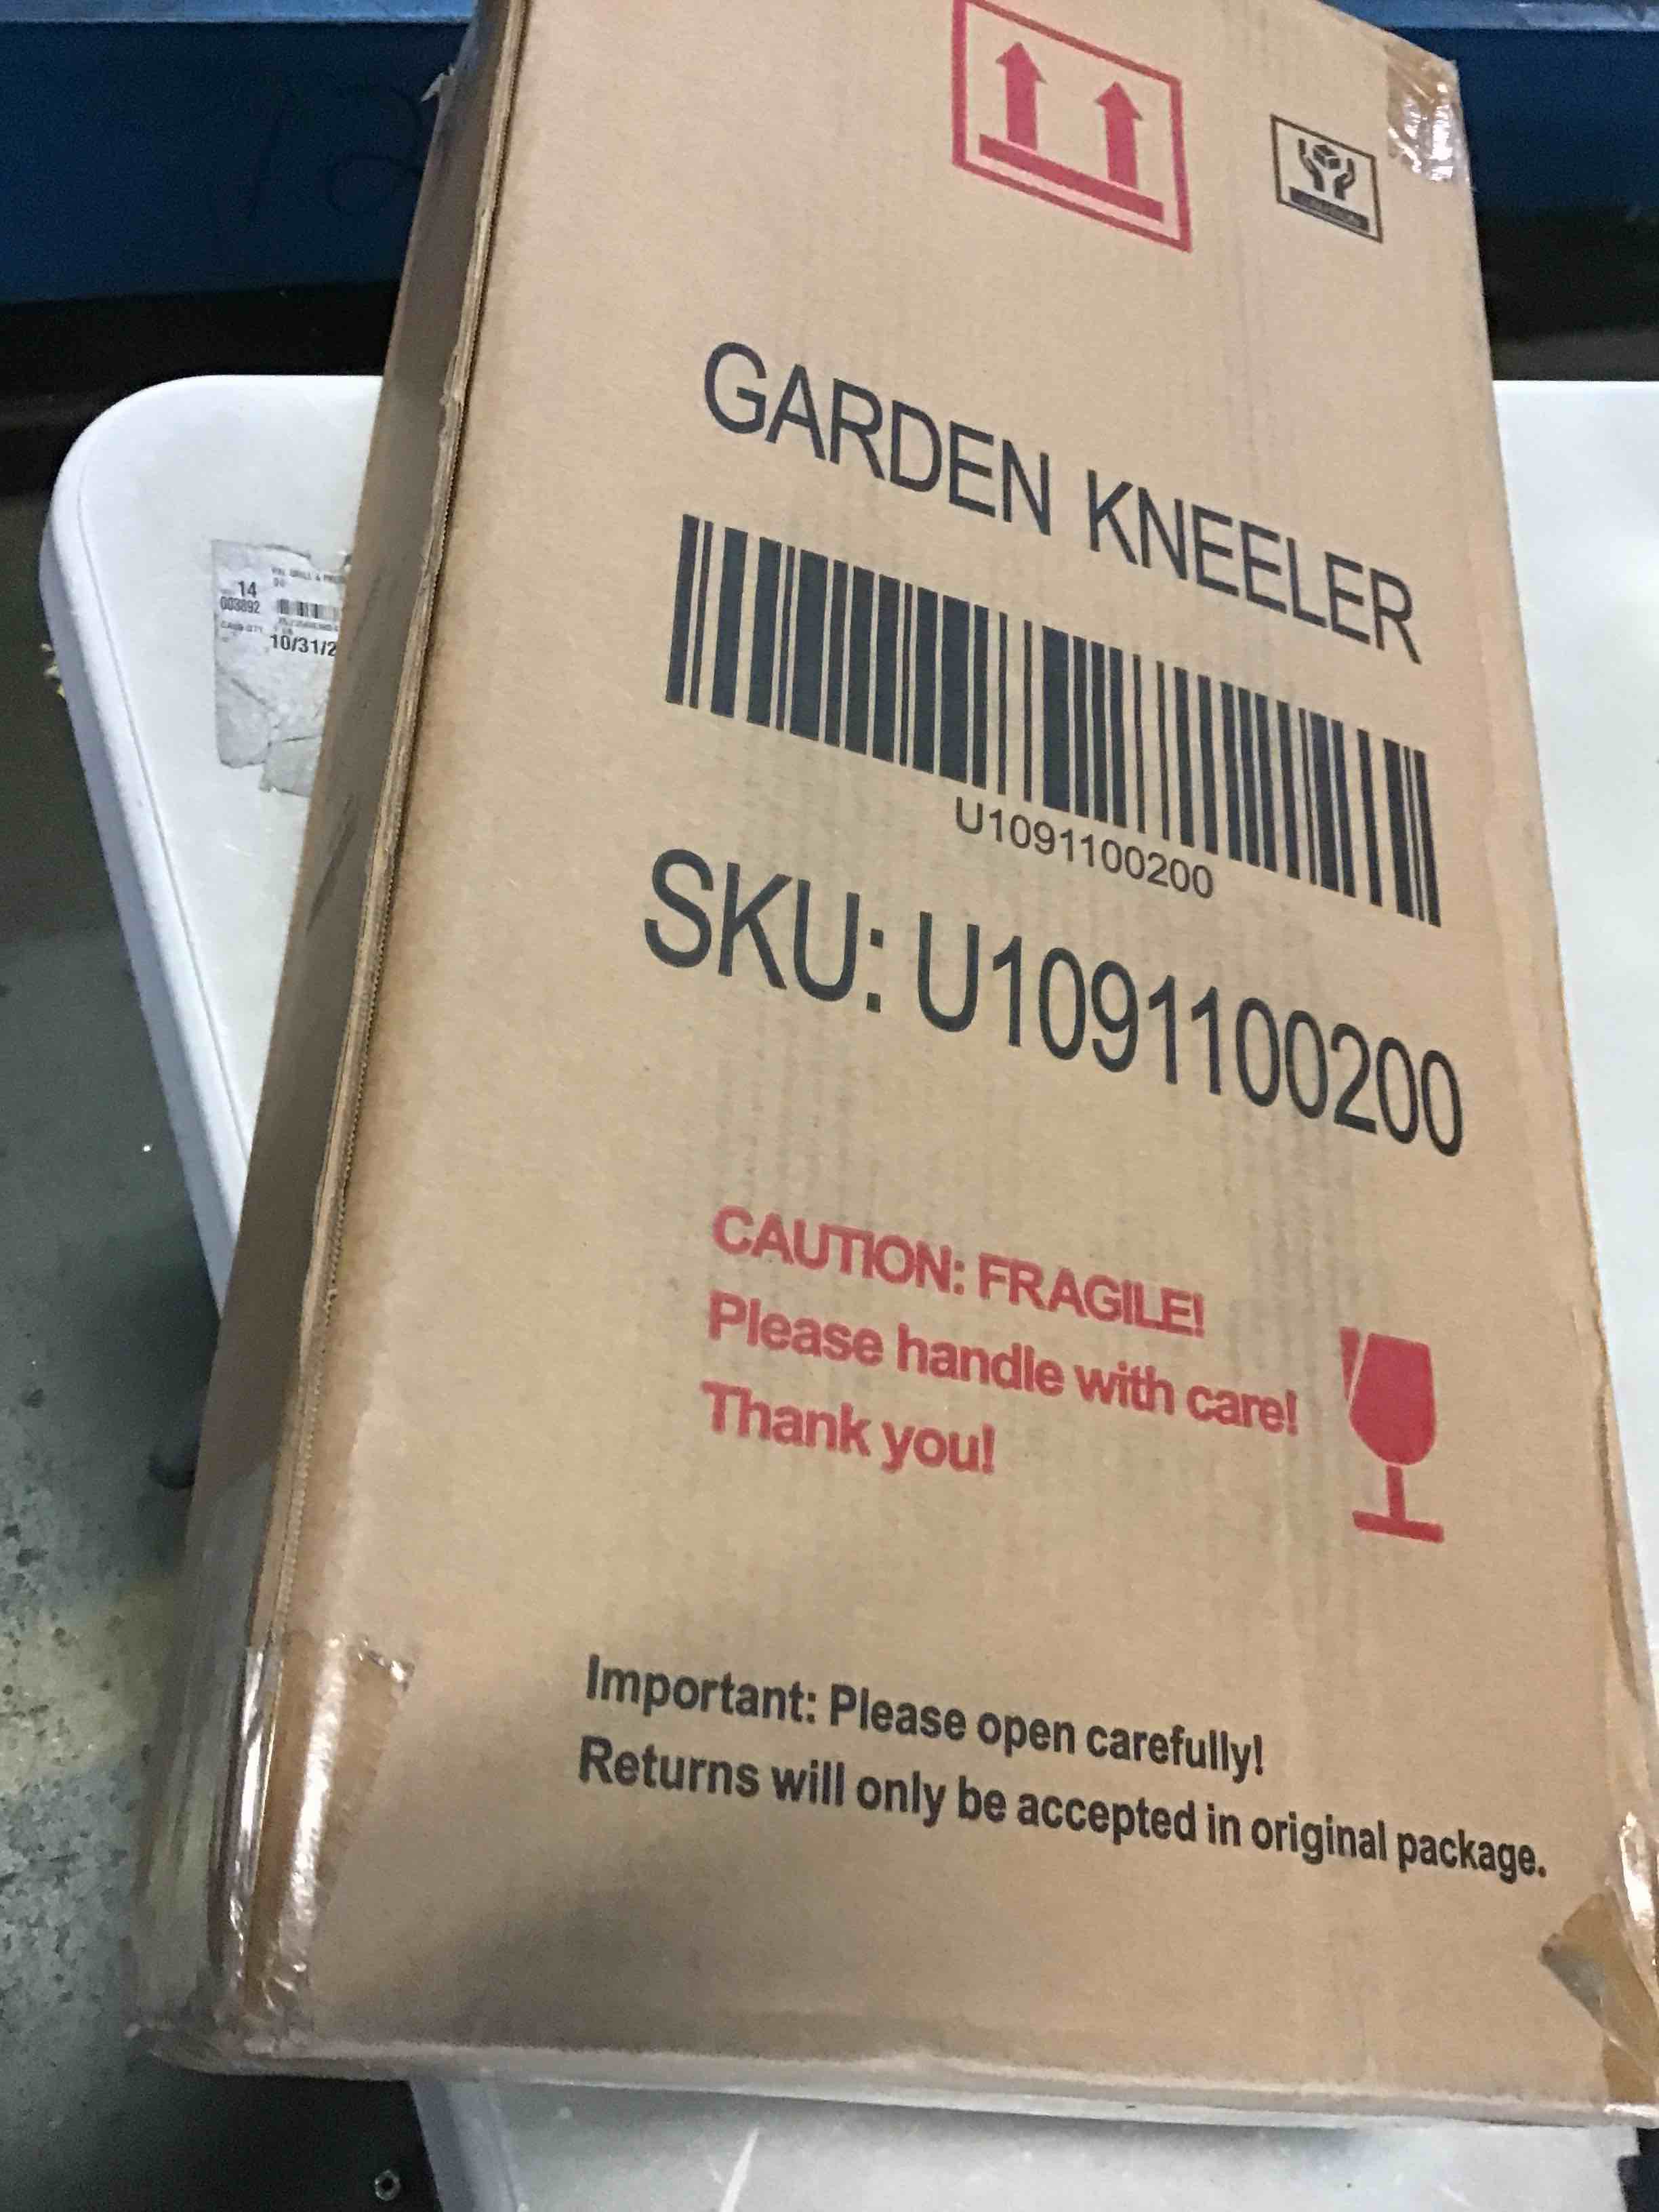 GARDEN KNEELER
U1091100200
SKU: U1091100200
CAUTION: FRAGILE!
Please handle with care!
Thank you!
Important: Please open carefully!
Returns will only be accepted in original package.
14
003892
10/31/2
12